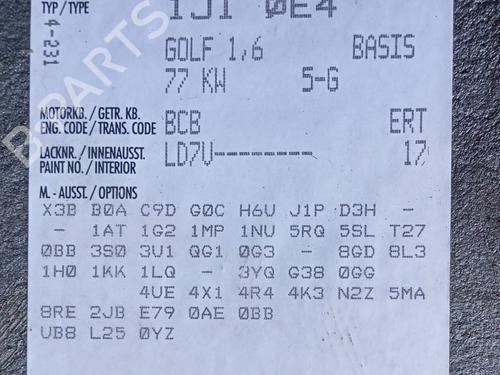 TYP / TYPE 1J1 0E4
4-231
GOLF 1,6 BASIS
77 KW 5-G
MOTORKB. / GETR. KB.
ENG. CODE / TRANS. CODE BCB ERT
LACKNR. / INNENAUSST.
PAINT NO. / INTERIOR LD7V------- 17
M. - AUSST. / OPTIONS
X3B B0A C9D G0C H6U J1P D3H -
- 1AT 1G2 1MP 1NU 5RQ 5SL T27
0BB 3S0 3U1 QG1 0G3 - 8GD 8L3
1H0 1KK 1LQ - 3YQ G38 0GG
4UE 4X1 4R4 4K3 N2Z 5MA
8RE 2JB E79 0AE 0BB
UB8 L25 0YZ
B-PARTS